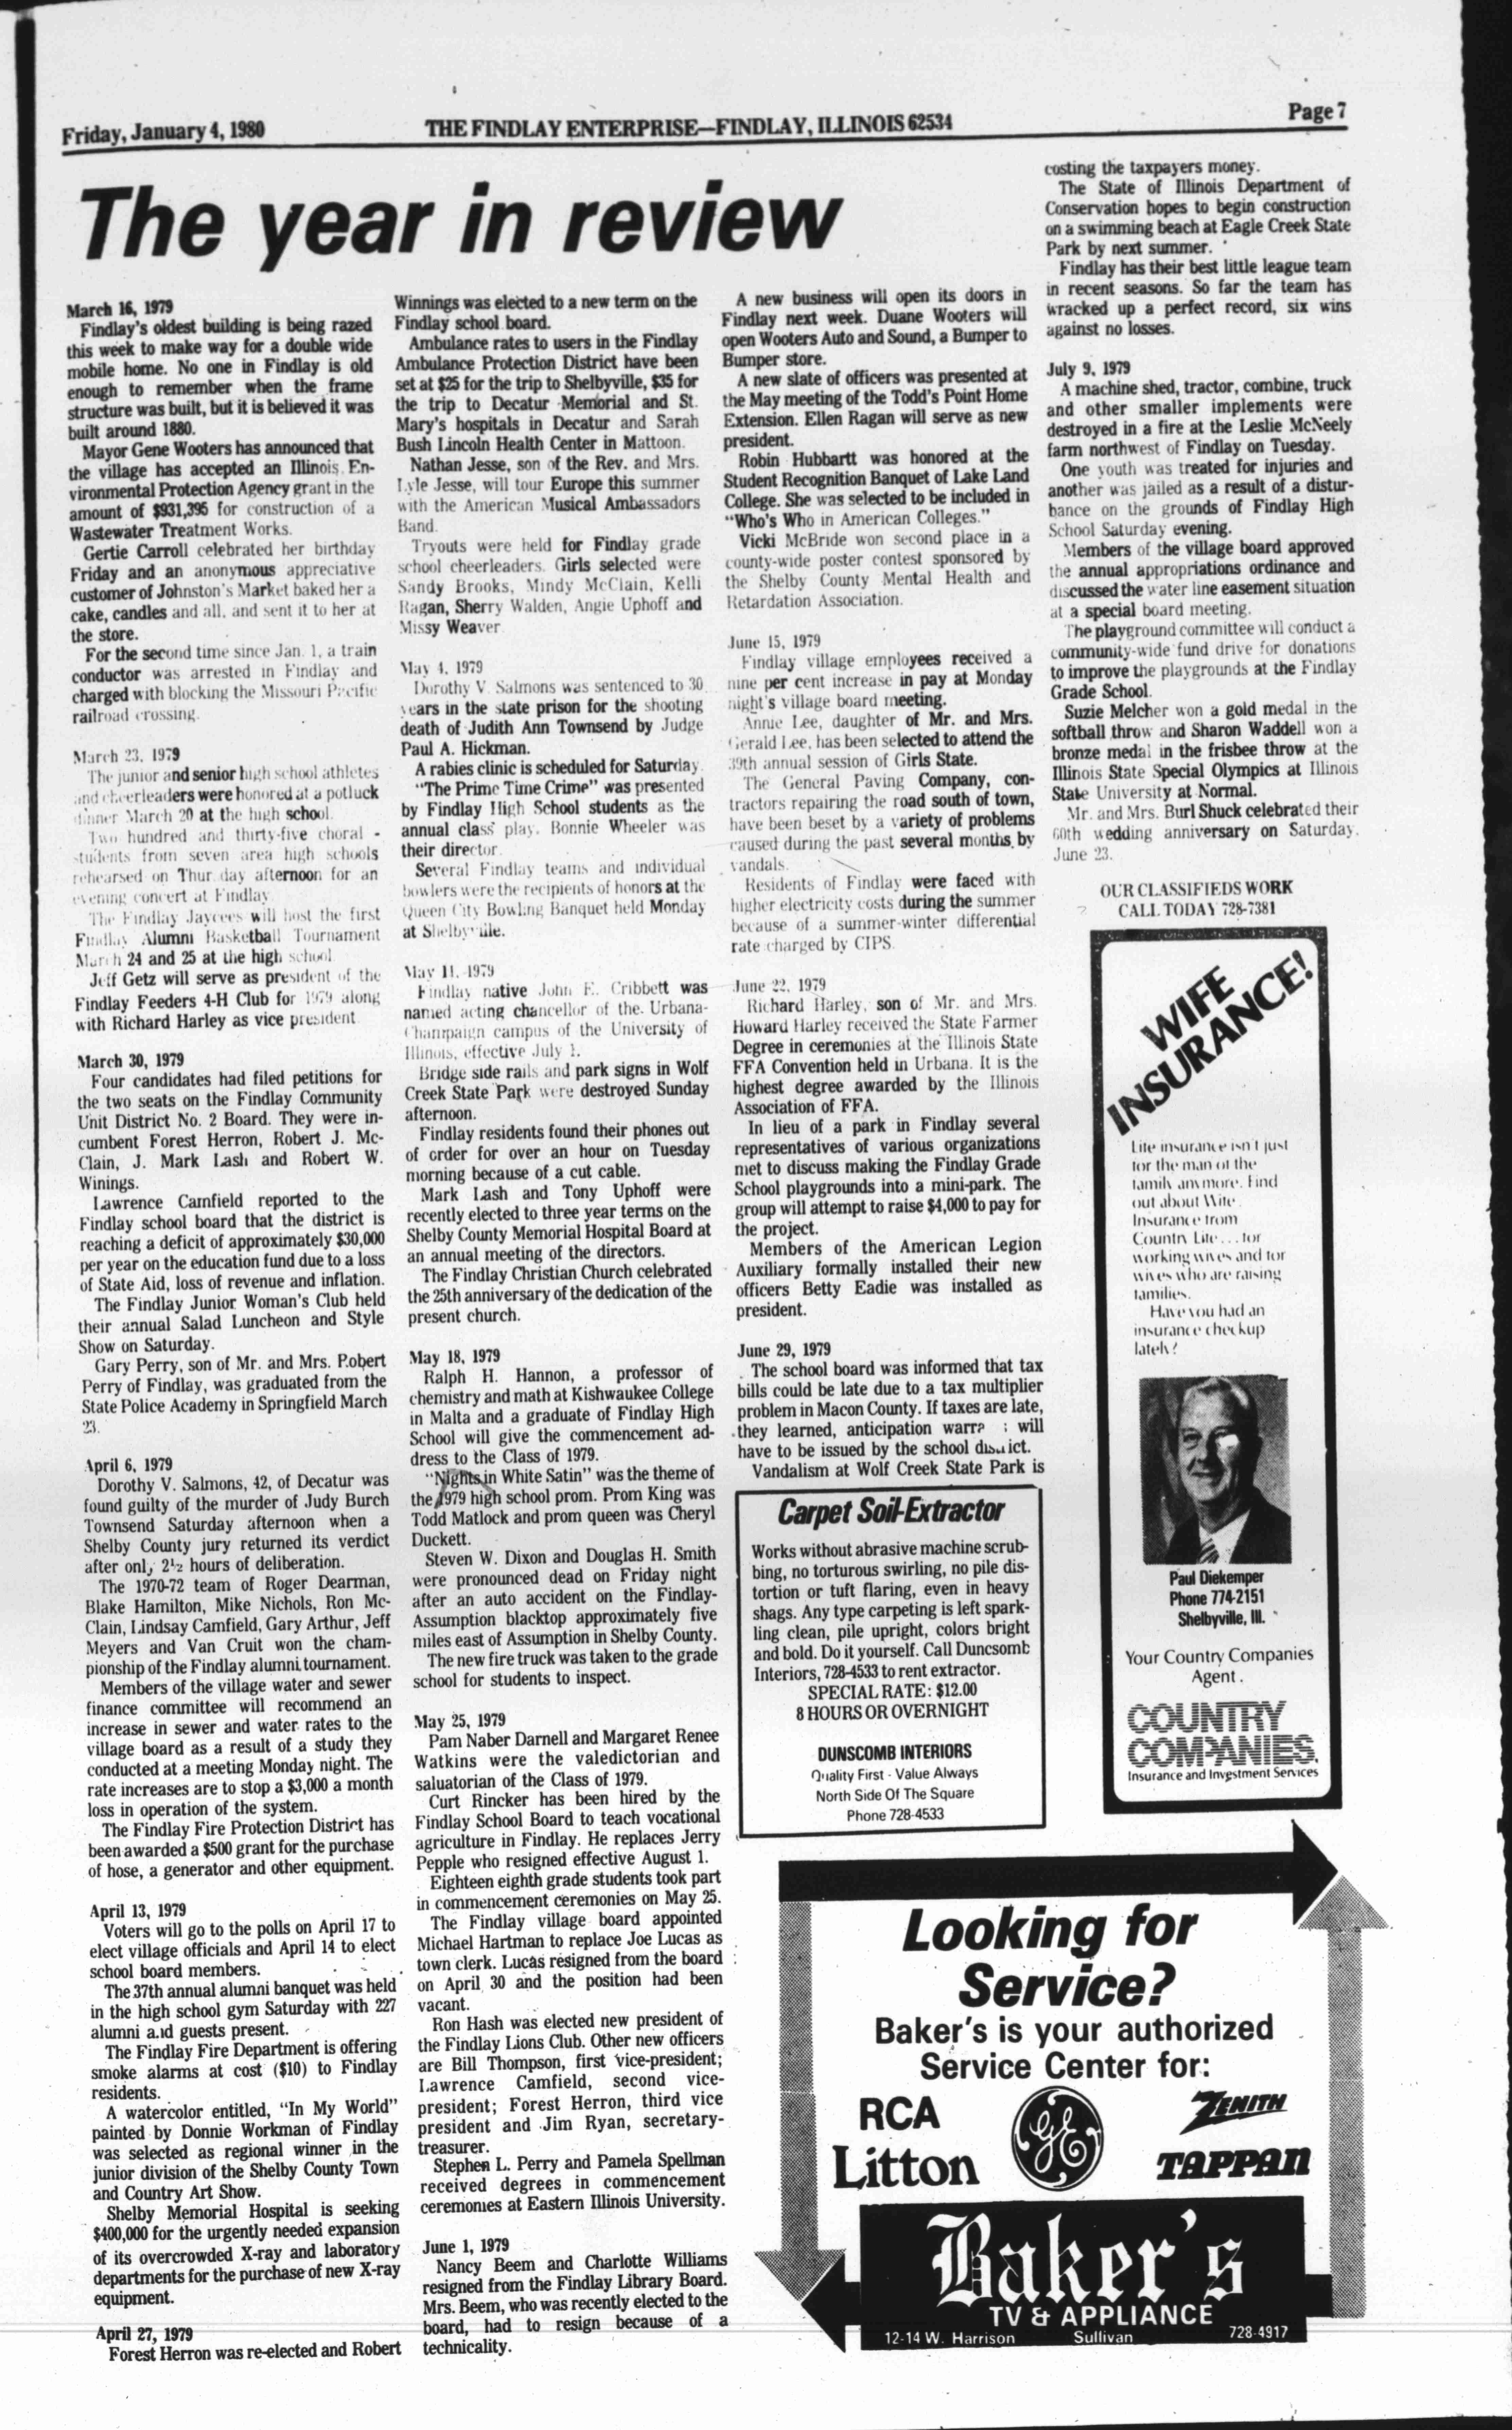 Friday, January 4, 1980
THE FINDLAY ENTERPRISE—FINDLAY, ILLINOIS 62534
Page 7
The year in review
March 16, 1979
Findlay's oldest building is being razed
this week to make way for a double wide
mobile home. No one in Findlay is old
enough to remember when the frame
structure was built, but it is believed it was
built around 1880.
Mayor Gene Wooters has announced that
the village has accepted an Illinois En-
vironmental Protection Agency grant in the
amount of $931,395 for construction of a
Wastewater Treatment Works.
Gertie Carroll celebrated her birthday
Friday and an anonymous appreciative
customer of Johnston's Market baked her a
cake, candles and all, and sent it to her at
the store.
For the second time since Jan. 1, a train
conductor was arrested in Findlay and
charged with blocking the Missouri Pacific
railroad crossing.
March 23, 1979
The junior and senior high school athletes
and cheerleaders were honored at a potluck
dinner March 20 at the high school.
Two hundred and thirty-five choral
students from seven area high schools
rehearsed on Thur day afternoon for an
evening concert at Findlay.
The Findlay Jaycees will host the first
Findlay Alumni Basketball Tournament
March 24 and 25 at the high school.
Jeff Getz will serve as president of the
Findlay Feeders 4-H Club for 1979 along
with Richard Harley as vice president.
March 30, 1979
Four candidates had filed petitions for
the two seats on the Findlay Community
Unit District No. 2 Board. They were in-
cumbent Forest Herron, Robert J. Mc-
Clain, J. Mark Lash and Robert W.
Winings.
Lawrence Camfield reported to the
Findlay school board that the district is
reaching a deficit of approximately $30,000
per year on the education fund due to a loss
of State Aid, loss of revenue and inflation.
The Findlay Junior Woman's Club held
their annual Salad Luncheon and Style
Show on Saturday.
Gary Perry, son of Mr. and Mrs. Robert
Perry of Findlay, was graduated from the
State Police Academy in Springfield March
23.
April 6, 1979
Dorothy V. Salmons, 42, of Decatur was
found guilty of the murder of Judy Burch
Townsend Saturday afternoon when a
Shelby County jury returned its verdict
after only 2½ hours of deliberation.
The 1970-72 team of Roger Dearman,
Blake Hamilton, Mike Nichols, Ron Mc-
Clain, Lindsay Camfield, Gary Arthur, Jeff
Meyers and Van Cruit won the cham-
pionship of the Findlay alumni tournament.
Members of the village water and sewer
finance committee will recommend an
increase in sewer and water rates to the
village board as a result of a study they
conducted at a meeting Monday night. The
rate increases are to stop a $3,000 a month
loss in operation of the system.
The Findlay Fire Protection District has
been awarded a $500 grant for the purchase
of hose, a generator and other equipment.
April 13, 1979
Voters will go to the polls on April 17 to
elect village officials and April 14 to elect
school board members.
The 37th annual alumni banquet was held
in the high school gym Saturday with 227
alumni and guests present.
The Findlay Fire Department is offering
smoke alarms at cost ($10) to Findlay
residents.
A watercolor entitled, "In My World"
painted by Donnie Workman of Findlay
was selected as regional winner in the
junior division of the Shelby County Town
and Country Art Show.
Shelby Memorial Hospital is seeking
$400,000 for the urgently needed expansion
of its overcrowded X-ray and laboratory
departments for the purchase of new X-ray
equipment.
April 27, 1979
Forest Herron was re-elected and Robert
Winnings was elected to a new term on the
Findlay school board.
Ambulance rates to users in the Findlay
Ambulance Protection District have been
set at $25 for the trip to Shelbyville, $35 for
the trip to Decatur Memorial and St.
Mary's hospitals in Decatur and Sarah
Bush Lincoln Health Center in Mattoon.
Nathan Jesse, son of the Rev. and Mrs.
Lyle Jesse, will tour Europe this summer
with the American Musical Ambassadors
Band.
Tryouts were held for Findlay grade
school cheerleaders. Girls selected were
Sandy Brooks, Mindy McClain, Kelli
Ragan, Sherry Walden, Angie Uphoff and
Missy Weaver.
May 4, 1979
Dorothy V. Salmons was sentenced to 30
years in the state prison for the shooting
death of Judith Ann Townsend by Judge
Paul A. Hickman.
A rabies clinic is scheduled for Saturday.
"The Prime Time Crime" was presented
by Findlay High School students as the
annual class play. Bonnie Wheeler was
their director.
Several Findlay teams and individual
bowlers were the recipients of honors at the
Queen City Bowling Banquet held Monday
at Shelbyville.
May 11, 1979
Findlay native John E. Cribbett was
named acting chancellor of the Urbana-
Champaign campus of the University of
Illinois, effective July 1.
Bridge side rails and park signs in Wolf
Creek State Park were destroyed Sunday
afternoon.
Findlay residents found their phones out
of order for over an hour on Tuesday
morning because of a cut cable.
Mark Lash and Tony Uphoff were
recently elected to three year terms on the
Shelby County Memorial Hospital Board at
an annual meeting of the directors.
The Findlay Christian Church celebrated
the 25th anniversary of the dedication of the
present church.
May 18, 1979
Ralph H. Hannon, a professor of
chemistry and math at Kishwaukee College
in Malta and a graduate of Findlay High
School will give the commencement ad-
dress to the Class of 1979.
"Nights in White Satin" was the theme of
the 1979 high school prom. Prom King was
Todd Matlock and prom queen was Cheryl
Duckett.
Steven W. Dixon and Douglas H. Smith
were pronounced dead on Friday night
after an auto accident on the Findlay-
Assumption blacktop approximately five
miles east of Assumption in Shelby County.
The new fire truck was taken to the grade
school for students to inspect.
May 25, 1979
Pam Naber Darnell and Margaret Renee
Watkins were the valedictorian and
saluatorian of the Class of 1979.
Curt Rincker has been hired by the
Findlay School Board to teach vocational
agriculture in Findlay. He replaces Jerry
Pepple who resigned effective August 1.
Eighteen eighth grade students took part
in commencement ceremonies on May 25.
The Findlay village board appointed
Michael Hartman to replace Joe Lucas as
town clerk. Lucas resigned from the board
on April 30 and the position had been
vacant.
Ron Hash was elected new president of
the Findlay Lions Club. Other new officers
are Bill Thompson, first vice-president;
Lawrence Camfield, second vice-
president; Forest Herron, third vice
president and Jim Ryan, secretary-
treasurer.
Stephen L. Perry and Pamela Spellman
received degrees in commencement
ceremonies at Eastern Illinois University.
June 1, 1979
Nancy Beem and Charlotte Williams
resigned from the Findlay Library Board.
Mrs. Beem, who was recently elected to the
board, had to resign because of a
technicality.
A new business will open its doors in
Findlay next week. Duane Wooters will
open Wooters Auto and Sound, a Bumper to
Bumper store.
A new slate of officers was presented at
the May meeting of the Todd's Point Home
Extension. Ellen Ragan will serve as new
president.
Robin Hubbartt was honored at the
Student Recognition Banquet of Lake Land
College. She was selected to be included in
"Who's Who in American Colleges."
Vicki McBride won second place in a
county-wide poster contest sponsored by
the Shelby County Mental Health and
Retardation Association.
June 15, 1979
Findlay village employees received a
nine per cent increase in pay at Monday
night's village board meeting.
Annie Lee, daughter of Mr. and Mrs.
Gerald Lee, has been selected to attend the
39th annual session of Girls State.
The General Paving Company, con-
tractors repairing the road south of town,
have been beset by a variety of problems
caused during the past several months by
vandals.
Residents of Findlay were faced with
higher electricity costs during the summer
because of a summer-winter differential
rate charged by CIPS.
June 22, 1979
Richard Harley, son of Mr. and Mrs.
Howard Harley received the State Farmer
Degree in ceremonies at the Illinois State
FFA Convention held in Urbana. It is the
highest degree awarded by the Illinois
Association of FFA.
In lieu of a park in Findlay several
representatives of various organizations
met to discuss making the Findlay Grade
School playgrounds into a mini-park. The
group will attempt to raise $4,000 to pay for
the project.
Members of the American Legion
Auxiliary formally installed their new
officers Betty Eadie was installed as
president.
June 29, 1979
The school board was informed that tax
bills could be late due to a tax multiplier
problem in Macon County. If taxes are late,
they learned, anticipation will
have to be issued by the school district.
Vandalism at Wolf Creek State Park is
costing the taxpayers money.
The State of Illinois Department of
Conservation hopes to begin construction
on a swimming beach at Eagle Creek State
Park by next summer.
Findlay has their best little league team
in recent seasons. So far the team has
wracked up a perfect record, six wins
against no losses.
July 9, 1979
A machine shed, tractor, combine, truck
and other smaller implements were
destroyed in a fire at the Leslie McNeely
farm northwest of Findlay on Tuesday.
One youth was treated for injuries and
another was jailed as a result of a distur-
bance on the grounds of Findlay High
School Saturday evening.
Members of the village board approved
the annual appropriations ordinance and
discussed the water line easement situation
at a special board meeting.
The playground committee will conduct a
community-wide fund drive for donations
to improve the playgrounds at the Findlay
Grade School.
Suzie Melcher won a gold medal in the
softball throw and Sharon Waddell won a
bronze medal in the frisbee throw at the
Illinois State Special Olympics at Illinois
State University at Normal.
Mr. and Mrs. Burl Shuck celebrated their
60th wedding anniversary on Saturday,
June 23.
OUR CLASSIFIEDS WORK
CALL TODAY 728-7381
WIFE
INSURANCE!
Life insurance isn't just
for the man of the
family anymore. Find
out about Wife
Insurance from
Country Life...for
working wives and for
wives who are raising
families.
Have you had an
insurance checkup
lately?
Paul Diekemper
Phone 774-2151
Shelbyville, Ill.
Your Country Companies
Agent.
COUNTRY
COMPANIES.
Insurance and Investment Services
Carpet Soil-Extractor
Works without abrasive machine scrub-
bing, no torturous swirling, no pile dis-
tortion or tuft flaring, even in heavy
shags. Any type carpeting is left spark-
ling clean, pile upright, colors bright
and bold. Do it yourself. Call Duncsomb
Interiors, 728-4533 to rent extractor.
SPECIAL RATE: $12.00
8 HOURS OR OVERNIGHT
DUNSCOMB INTERIORS
Quality First - Value Always
North Side Of The Square
Phone 728-4533
Looking for
Service?
Baker's is your authorized
Service Center for:
RCA
GE
ZENITH
Litton
TAPPAN
Baker's
TV & APPLIANCE
12-14 W. Harrison
Sullivan
728-4917